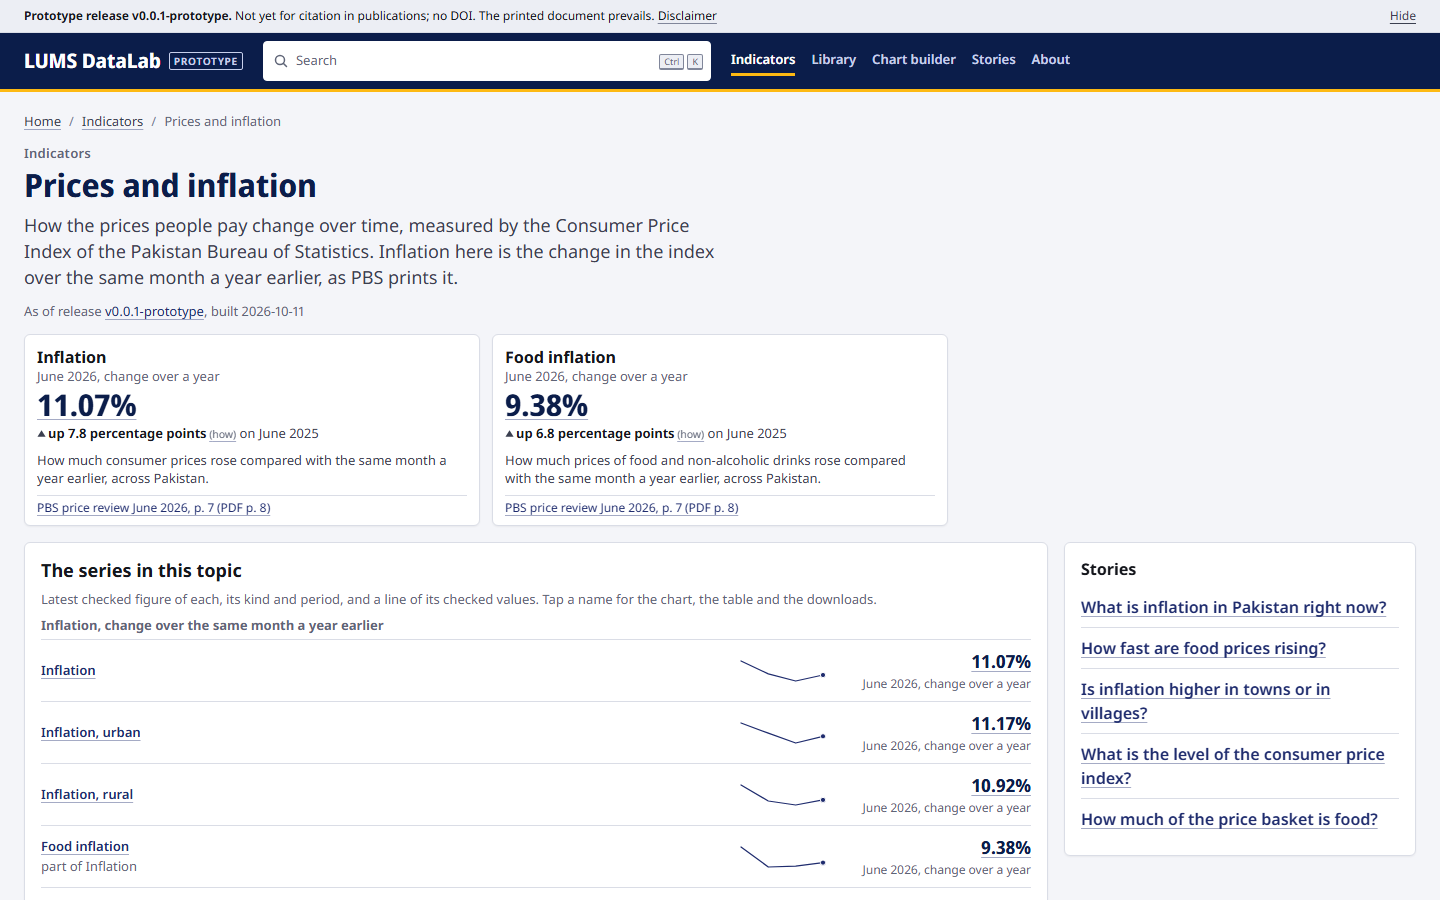 Prototype release v0.0.1-prototype. Not yet for citation in publications; no DOI. The printed document prevails. Disclaimer
Hide
LUMS DataLab PROTOTYPE
Search Ctrl K
Indicators Library Chart builder Stories About
Home / Indicators / Prices and inflation
Indicators
Prices and inflation
How the prices people pay change over time, measured by the Consumer Price
Index of the Pakistan Bureau of Statistics. Inflation here is the change in the index
over the same month a year earlier, as PBS prints it.
As of release v0.0.1-prototype, built 2026-10-11
Inflation
June 2026, change over a year
11.07%
▲ up 7.8 percentage points (how) on June 2025
How much consumer prices rose compared with the same month a
year earlier, across Pakistan.
PBS price review June 2026, p. 7 (PDF p. 8)
Food inflation
June 2026, change over a year
9.38%
▲ up 6.8 percentage points (how) on June 2025
How much prices of food and non-alcoholic drinks rose compared
with the same month a year earlier, across Pakistan.
PBS price review June 2026, p. 7 (PDF p. 8)
The series in this topic
Latest checked figure of each, its kind and period, and a line of its checked values. Tap a name for the chart, the table and the downloads.
Inflation, change over the same month a year earlier
Inflation
11.07%
June 2026, change over a year
Inflation, urban
11.17%
June 2026, change over a year
Inflation, rural
10.92%
June 2026, change over a year
Food inflation
part of Inflation
9.38%
June 2026, change over a year
Stories
What is inflation in Pakistan right now?
How fast are food prices rising?
Is inflation higher in towns or in
villages?
What is the level of the consumer price
index?
How much of the price basket is food?